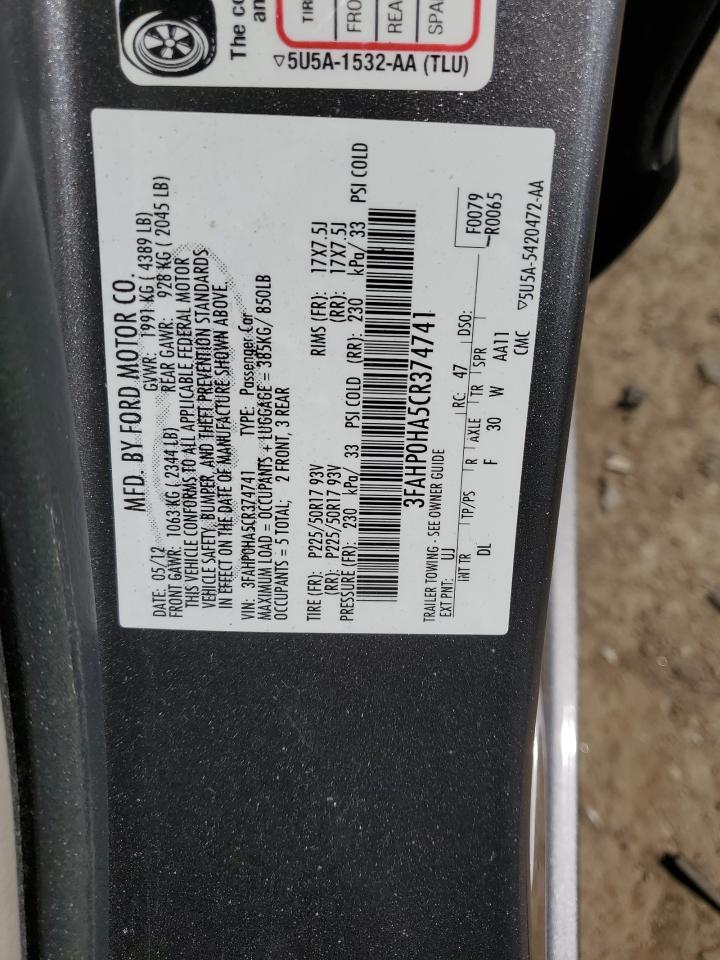 The co
an
TIR
FRO
REA
SPA
▽5U5A-1532-AA (TLU)
MFD. BY FORD MOTOR CO.
DATE: 05/12 GVWR: 1991 KG ( 4389 LB)
FRONT GAWR: 1063 KG ( 2344LB) REAR GAWR: 928 KG ( 2045 LB)
THIS VEHICLE CONFORMS TO ALL APPLICABLE FEDERAL MOTOR
VEHICLE SAFETY, BUMPER, AND THEFT PREVENTION STANDARDS
IN EFFECT ON THE DATE OF MANUFACTURE SHOWN ABOVE.
VIN: 3FAHP0HA5CR374741 TYPE: Passenger Car
MAXIMUM LOAD = OCCUPANTS + LUGGAGE = 385KG/ 850LB
OCCUPANTS = 5 TOTAL; 2 FRONT, 3 REAR
TIRE (FR): P225/50R17 93V RIMS (FR): 17X7.5J
(RR): P225/50R17 93V (RR): 17X7.5J
PRESSURE (FR): 230 kPa/ 33 PSI COLD (RR): 230 kPa/ 33 PSI COLD
3FAHP0HA5CR374741
TRAILER TOWING - SEE OWNER GUIDE
F0079
R0065
EXT PNT: UJ RC: 47 DSO:
INT TR TP/PS R AXLE TR SPR
DL F 30 W AA11
CMC
▽5U5A-5420472-AA